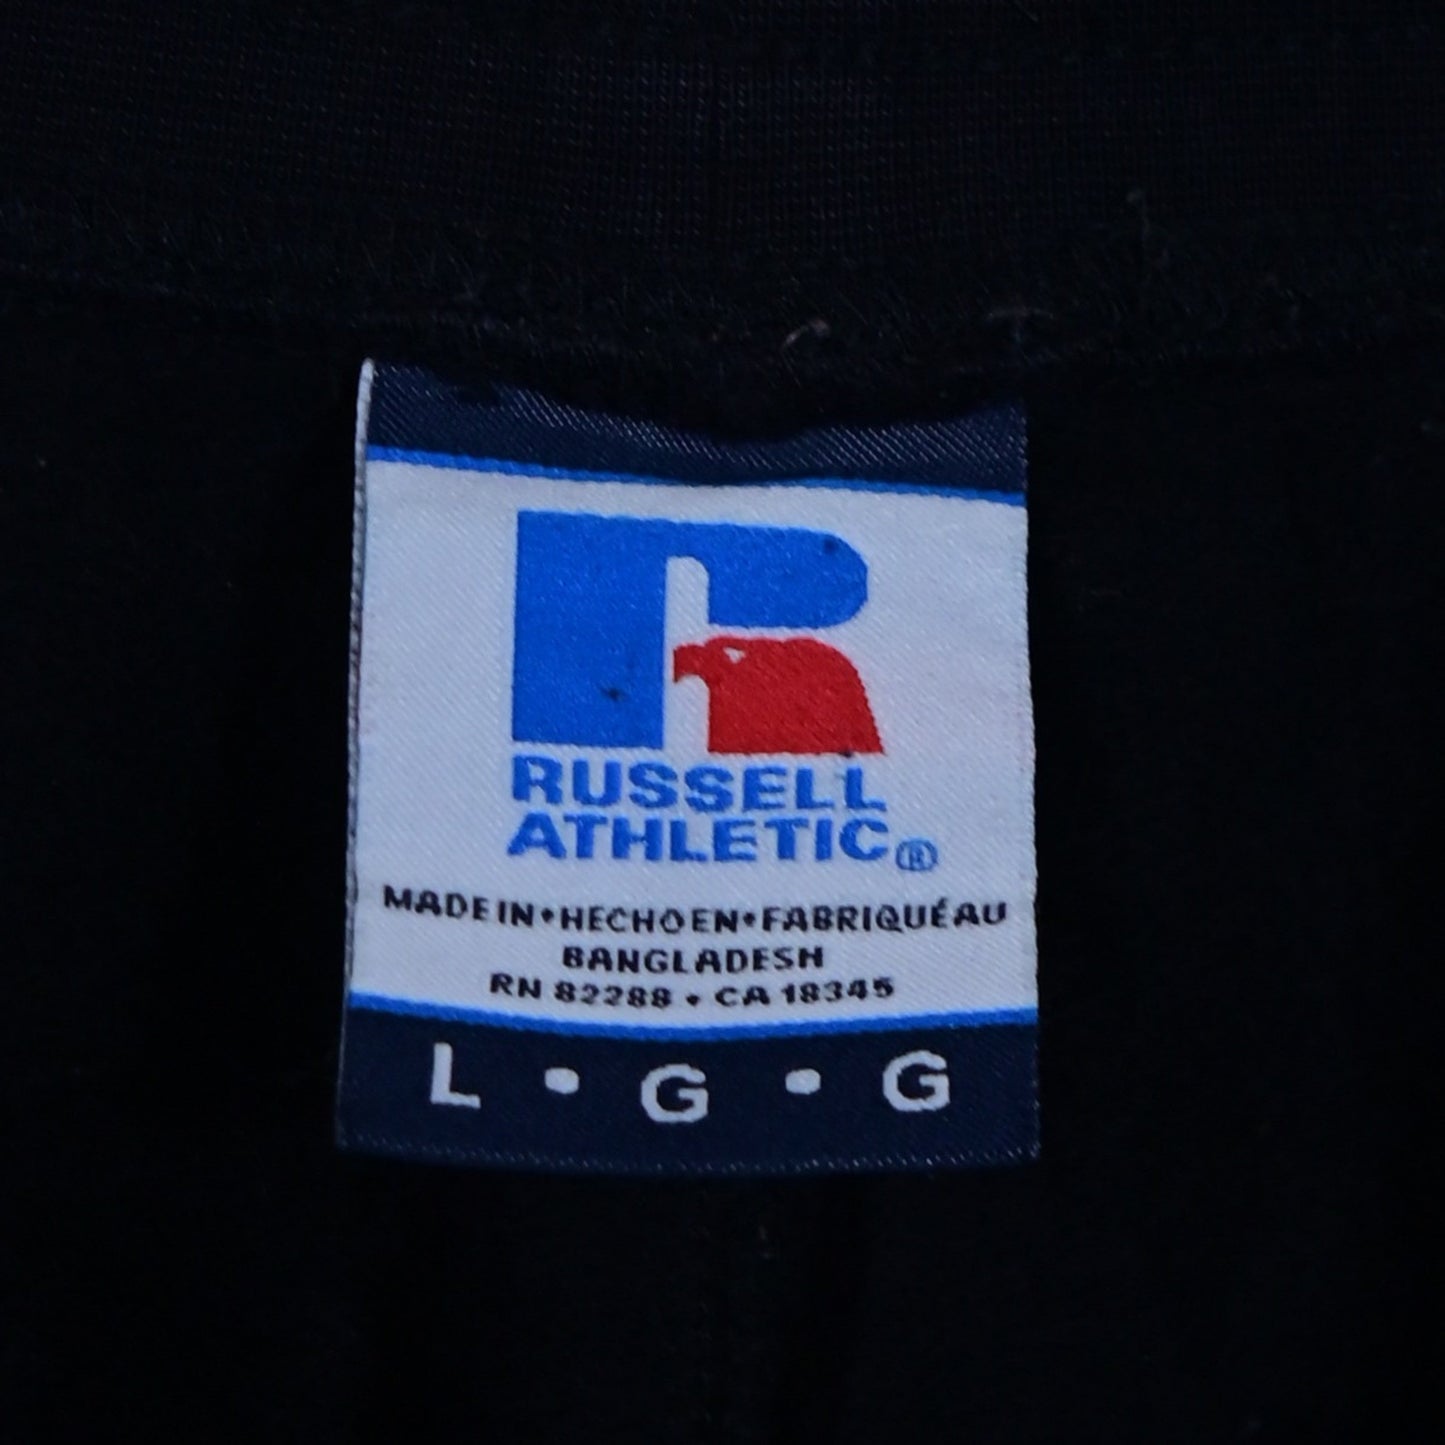 RUSSELL
ATHLETIC®
MADE IN•HECHO EN•FABRIQUÉ AU
BANGLADESH
RN 82288 • CA 18345
L • G • G